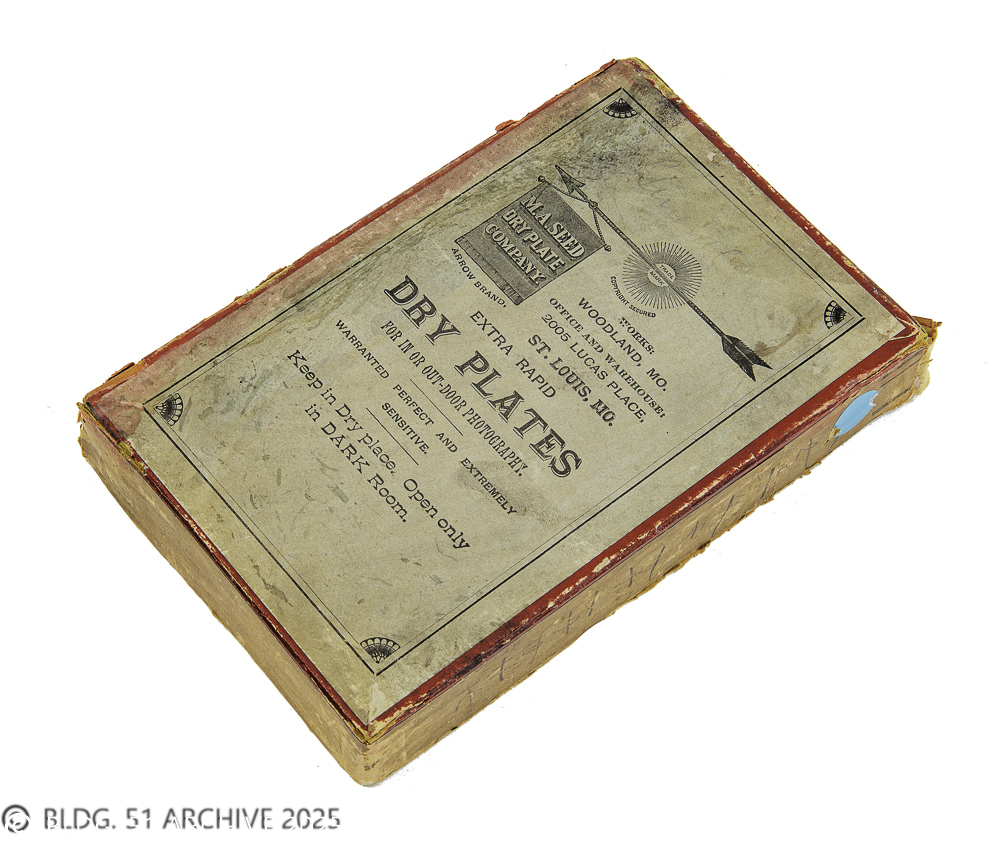 M. A. SEED
DRY PLATE
COMPANY.
ARROW BRAND.
TRADE
MARK
COPYRIGHT SECURED
WORKS:
WOODLAND, MO.
OFFICE AND WAREHOUSE:
2005 LUCAS PLACE,
ST. LOUIS, MO.
EXTRA RAPID
DRY PLATES
FOR IN OR OUT-DOOR PHOTOGRAPHY.
WARRANTED PERFECT AND EXTREMELY
SENSITIVE.
Keep in Dry place. Open only
in DARK Room.
© BLDG. 51 ARCHIVE 2025